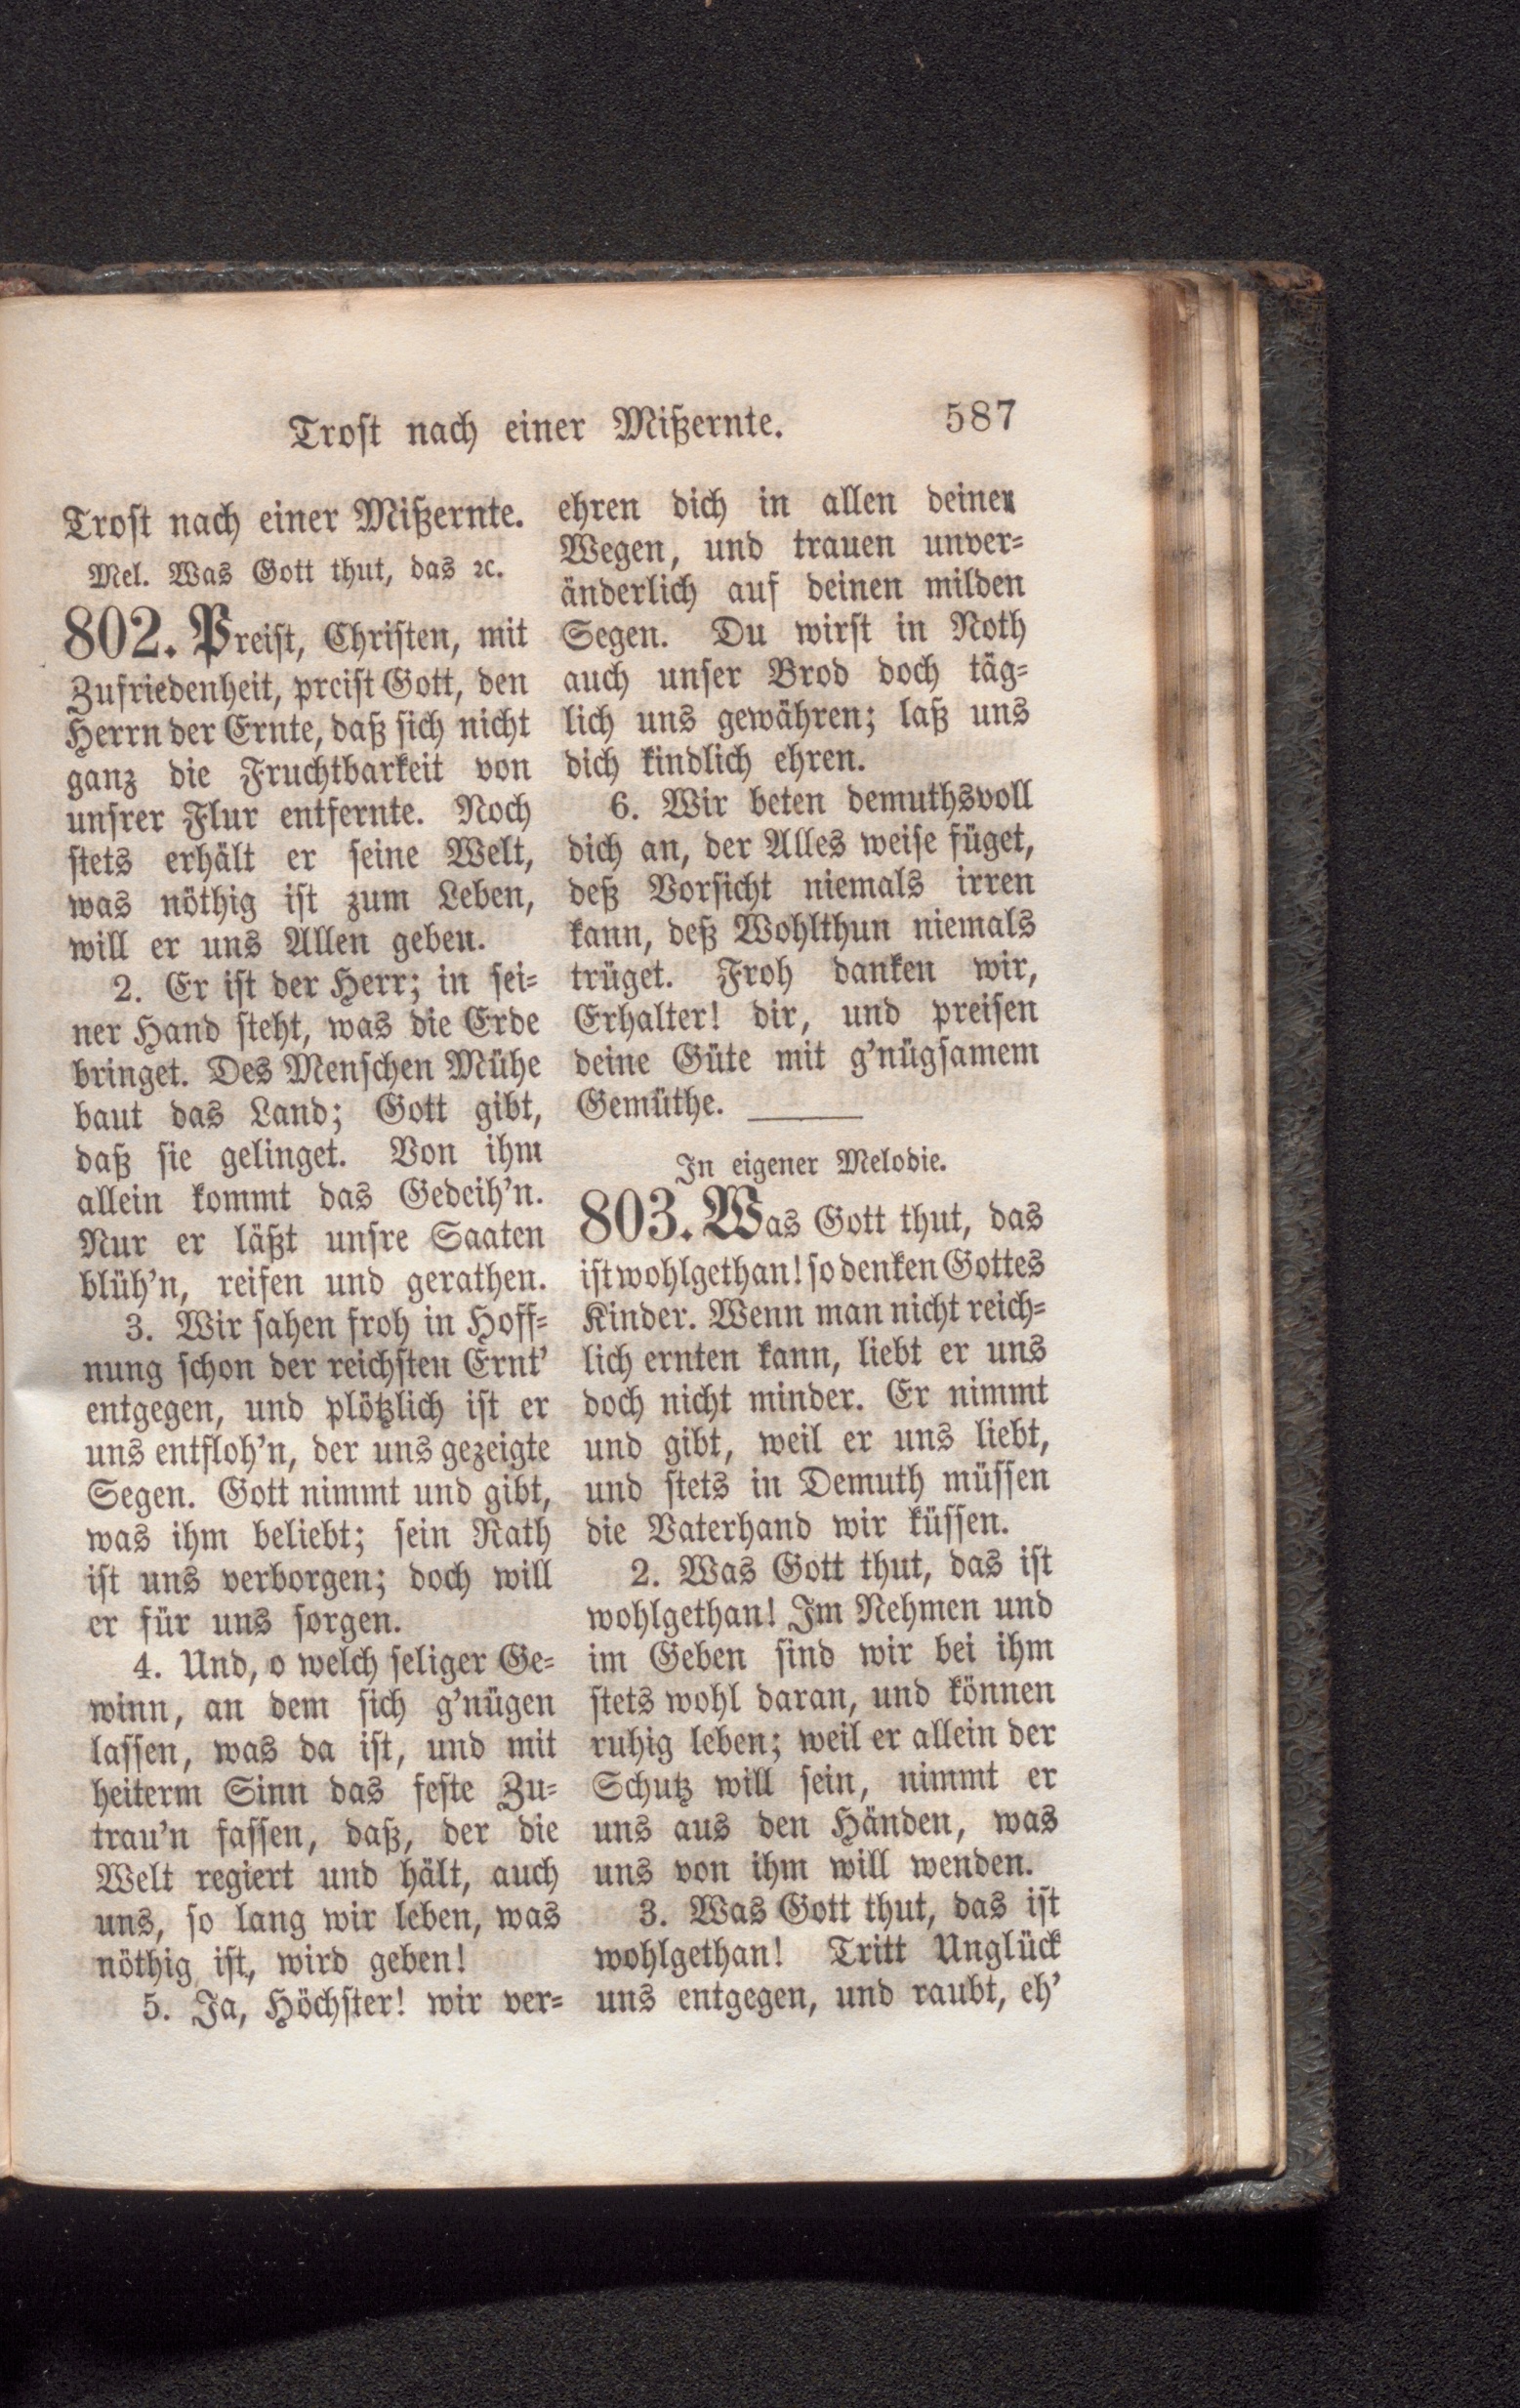 Trost nach einer Mißernte. 587
Trost nach einer Mißernte.
Mel. Was Gott thut, das ꝛc.
802. Preist, Christen, mit
Zufriedenheit, preist Gott, den
Herrn der Ernte, daß sich nicht
ganz die Fruchtbarkeit von
unsrer Flur entfernte. Noch
stets erhält er seine Welt,
was nöthig ist zum Leben,
will er uns Allen geben.
2. Er ist der Herr; in sei-
ner Hand steht, was die Erde
bringet. Des Menschen Mühe
baut das Land; Gott gibt,
daß sie gelinget. Von ihm
allein kommt das Gedeih'n.
Nur er läßt unsre Saaten
blüh'n, reifen und gerathen.
3. Wir sahen froh in Hoff-
nung schon der reichsten Ernt'
entgegen, und plötzlich ist er
uns entfloh'n, der uns gezeigte
Segen. Gott nimmt und gibt,
was ihm beliebt; sein Rath
ist uns verborgen; doch will
er für uns sorgen.
4. Und, o welch seliger Ge-
winn, an dem sich g'nügen
lassen, was da ist, und mit
heiterm Sinn das feste Zu-
trau'n fassen, daß, der die
Welt regiert und hält, auch
uns, so lang wir leben, was
nöthig ist, wird geben!
5. Ja, Höchster! wir ver-
ehren dich in allen deinen
Wegen, und trauen unver-
änderlich auf deinen milden
Segen. Du wirst in Noth
auch unser Brod doch täg-
lich uns gewähren; laß uns
dich kindlich ehren.
6. Wir beten demuthsvoll
dich an, der Alles weise füget,
deß Vorsicht niemals irren
kann, deß Wohlthun niemals
trüget. Froh danken wir,
Erhalter! dir, und preisen
deine Güte mit g'nügsamem
Gemüthe.
In eigener Melodie.
803. Was Gott thut, das
ist wohlgethan! so denken Gottes
Kinder. Wenn man nicht reich-
lich ernten kann, liebt er uns
doch nicht minder. Er nimmt
und gibt, weil er uns liebt,
und stets in Demuth müssen
die Vaterhand wir küssen.
2. Was Gott thut, das ist
wohlgethan! Im Nehmen und
im Geben sind wir bei ihm
stets wohl daran, und können
ruhig leben; weil er allein der
Schutz will sein, nimmt er
uns aus den Händen, was
uns von ihm will wenden.
3. Was Gott thut, das ist
wohlgethan! Tritt Unglück
uns entgegen, und raubt, eh'